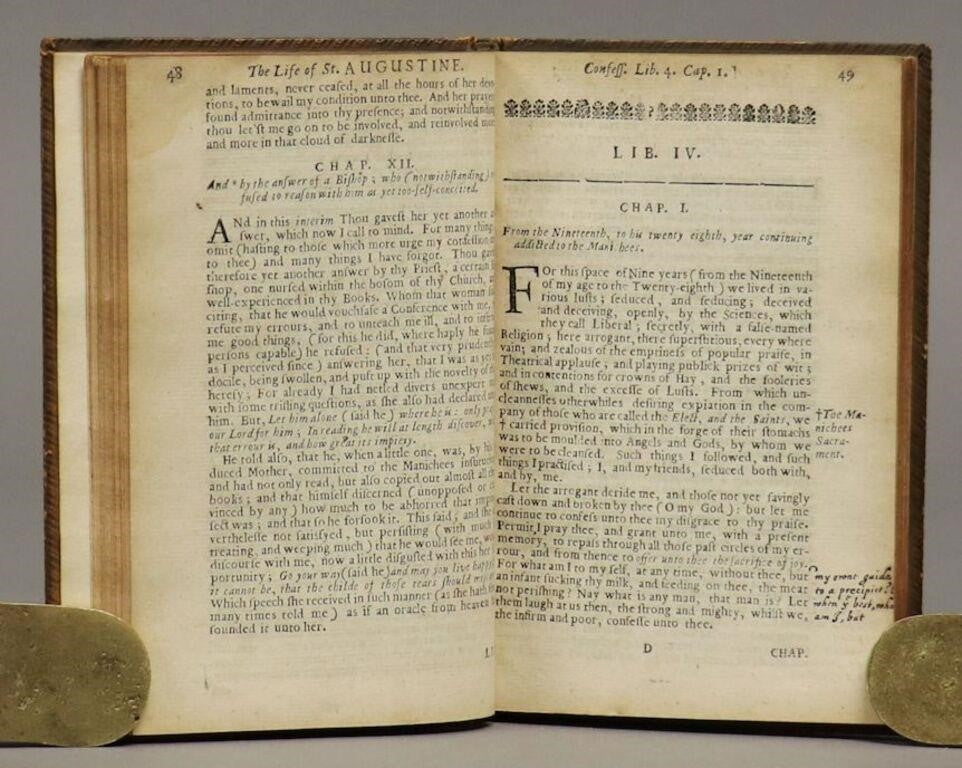 48
The Life of St. AUGUSTINE.
and laments, never ceaſed, at all the hours of her
tions, to bewail my condition unto thee. And her
found admittance into thy preſence; and notwithſtanding
thou let'ſt me go on to be involved, and reinvolved
and more in that cloud of darkneſſe.
CHAP. XII.
And * by the anſwer of a Biſhop; who (notwithſtanding)
fuſed to reaſon with him as yet too-ſelf-conceited.
ANd in this interim Thou gaveſt her yet another
ſwer, which now I call to mind. For many
omit (haſting to thoſe which more urge my
to thee) and many things I have forgot. Thou
therefore yet another anſwer by thy Prieſt, a certain
ſhop, one nurſed within the boſom of thy Church,
well-experienced in thy Books. Whom that woman
citing, that he would vouchſafe a Conference with me,
refute my errours, and to unteach me ill, and to
me good things, (for this he did, where haply he
perſons capable) he refuſed: (and that very
as I perceived ſince) anſwering her, that I was as yet
docile, being ſwollen, and puft up with the novelty of
hereſy; For already I had netled divers unexpert
with ſome trifling queſtions, as ſhe alſo had declared
him. But, Let him alone (ſaid he) where he is: only
our Lord for him; In reading he will at length diſcover,
that errour is, and how great its impiety.
He told alſo, that he, when a little one, was, by his
duced Mother, committed to the Manichees
and had not only read, but alſo copied out almoſt all
books; and that himſelf diſcerned (unoppoſed or
vinced by any) how much to be abhorred that
ſect was; and that ſo he forſook it. This ſaid; and ſhe
vertheleſſe not ſatisfyed, but perſiſting (with much
treating, and weeping much) that he would ſee me,
diſcourſe with me, now a little diſguſted with this her
portunity; Go your way (ſaid he) and may you live
it cannot be, that the childe of thoſe tears ſhould
Which ſpeech ſhe received in ſuch manner (as ſhe hath
many times told me) as if an oracle from heaven
ſounded it unto her.
Confeſſ. Lib. 4. Cap. 1.
49
LIB. IV.
CHAP. I.
From the Nineteenth, to his twenty eighth, year continuing
addicted to the Manichees.
FOr this ſpace of Nine years (from the Nineteenth
of my age to the Twenty-eighth) we lived in va-
rious luſts; ſeduced, and ſeducing; deceived
and deceiving, openly, by the Sciences, which
they call Liberal; ſecretly, with a falſe-named
Religion; here arrogant, there ſuperſtitious, every where
vain; and zealous of the emptineſs of popular praiſe, in
Theatrical applauſe; and playing publick prizes of wit;
and in contentions for crowns of Hay, and the fooleries
of ſhews, and the exceſſe of Luſts. From which un-
cleanneſſes otherwhiles deſiring expiation in the com-
pany of thoſe who are called the Elect, and the Saints, we
† carried proviſion, which in the forge of their ſtomachs
was to be moulded into Angels and Gods, by whom we
were to be cleanſed. Such things I followed, and ſuch
things I practiſed; I, and my friends, ſeduced both with,
and by, me.
† The Ma-
nichees
Sacra-
ment.
Let the arrogant deride me, and thoſe not yet ſavingly
caſt down and broken by thee (O my God): but let me
continue to confeſs unto thee my diſgrace to thy praiſe.
Permit, I pray thee, and grant unto me, with a preſent
memory, to repaſs through all thoſe paſt circles of my er-
rour, and from thence to offer unto thee the ſacrifice of joy.
For what am I to my ſelf, at any time, without thee, but
an infant ſucking thy milk, and feeding on thee, the meat
not periſhing? Nay what is any man, that man is? Let
them laugh at us then, the ſtrong and mighty, whilſt we,
the infirm and poor, confeſſe unto thee.
my own guide
to a precipice
when y best,
am I, but
D
CHAP.